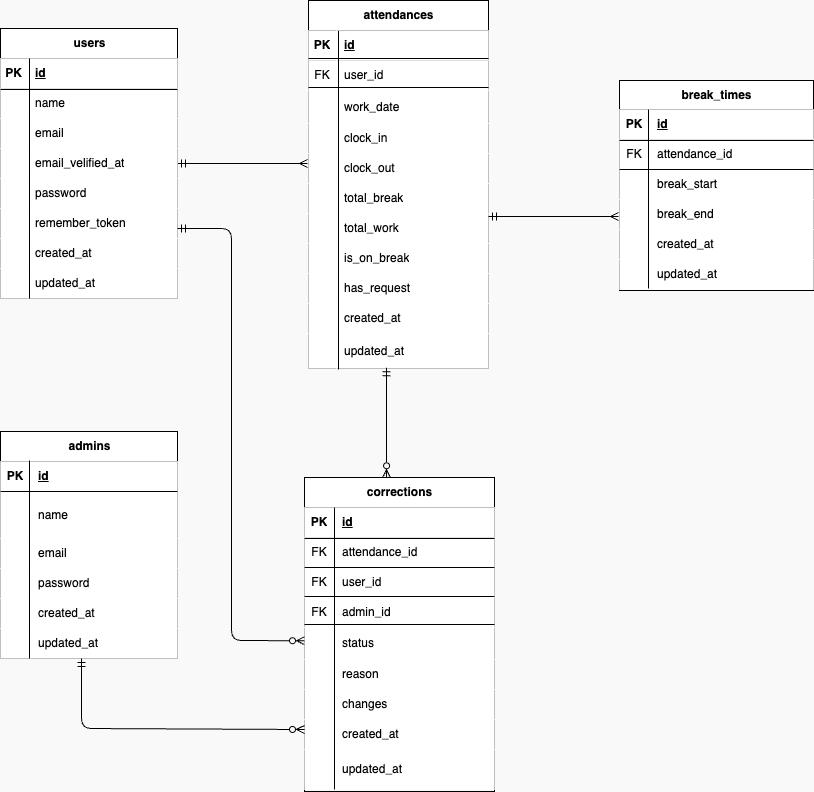 users
PK id
name
email
email_velified_at
password
remember_token
created_at
updated_at
attendances
PK id
FK user_id
work_date
clock_in
clock_out
total_break
total_work
is_on_break
has_request
created_at
updated_at
break_times
PK id
FK attendance_id
break_start
break_end
created_at
updated_at
admins
PK id
name
email
password
created_at
updated_at
corrections
PK id
FK attendance_id
FK user_id
FK admin_id
status
reason
changes
created_at
updated_at